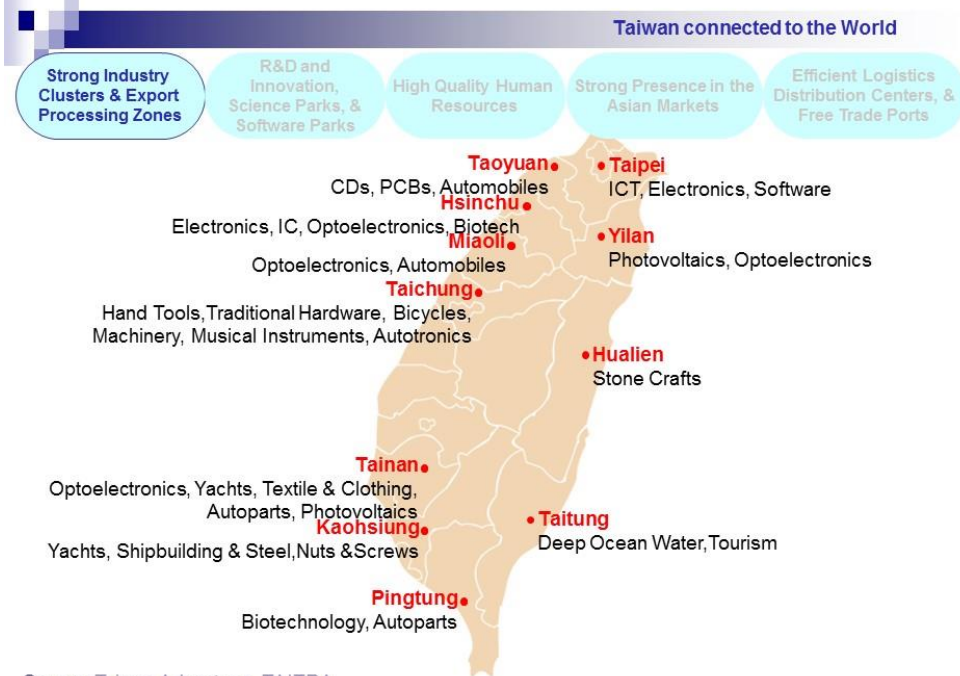 Taiwan connected to the World
Strong Industry
Clusters & Export
Processing Zones
R&D and
Innovation,
Science Parks, &
Software Parks
High Quality Human
Resources
Strong Presence in the
Asian Markets
Efficient Logistics
Distribution Centers, &
Free Trade Ports
Taoyuan
CDs, PCBs, Automobiles
Taipei
ICT, Electronics, Software
Hsinchu
Electronics, IC, Optoelectronics, Biotech
Miaoli
Optoelectronics, Automobiles
Yilan
Photovoltaics, Optoelectronics
Taichung
Hand Tools,Traditional Hardware, Bicycles,
Machinery, Musical Instruments, Autotronics
Hualien
Stone Crafts
Tainan
Optoelectronics, Yachts, Textile & Clothing,
Autoparts, Photovoltaics
Kaohsiung
Yachts, Shipbuilding & Steel,Nuts &Screws
Taitung
Deep Ocean Water,Tourism
Pingtung
Biotechnology, Autoparts